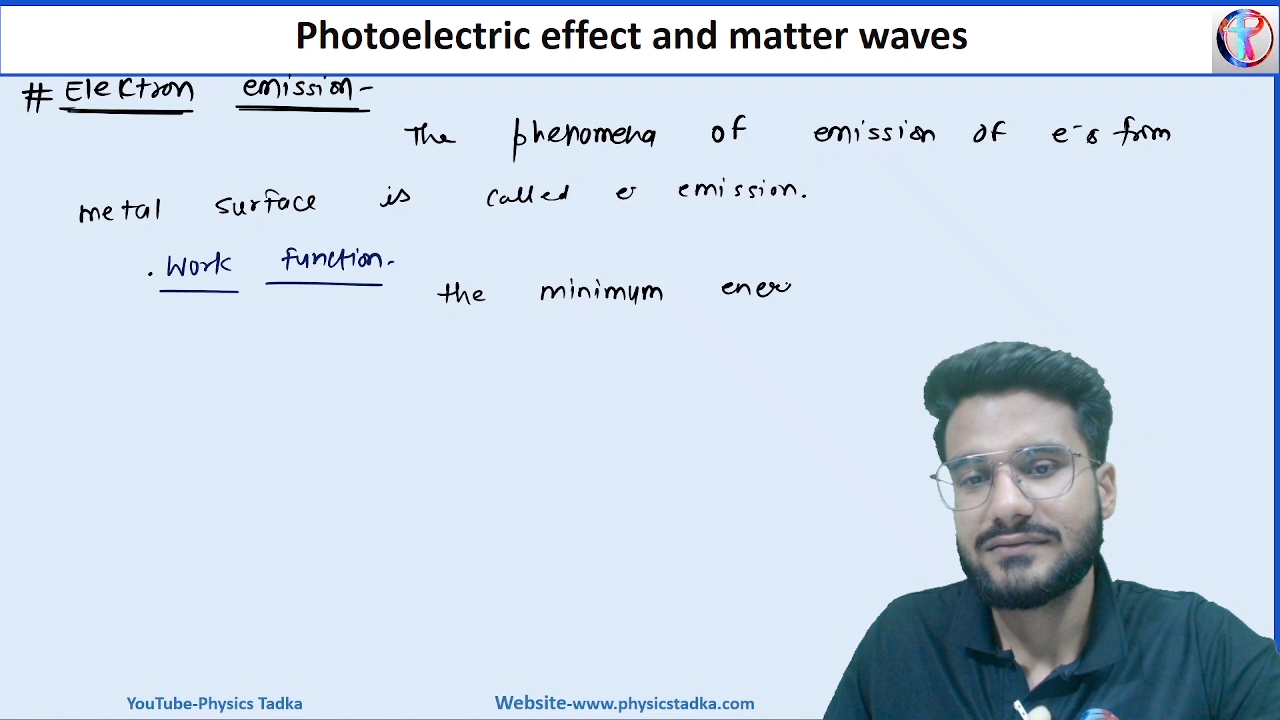 Photoelectric effect and matter waves
# Elektron emission-
The phenomena of emission of e-s from
metal surface is called e- emission.
. Work function-
the minimum ener
YouTube-Physics Tadka
Website-www.physicstadka.com